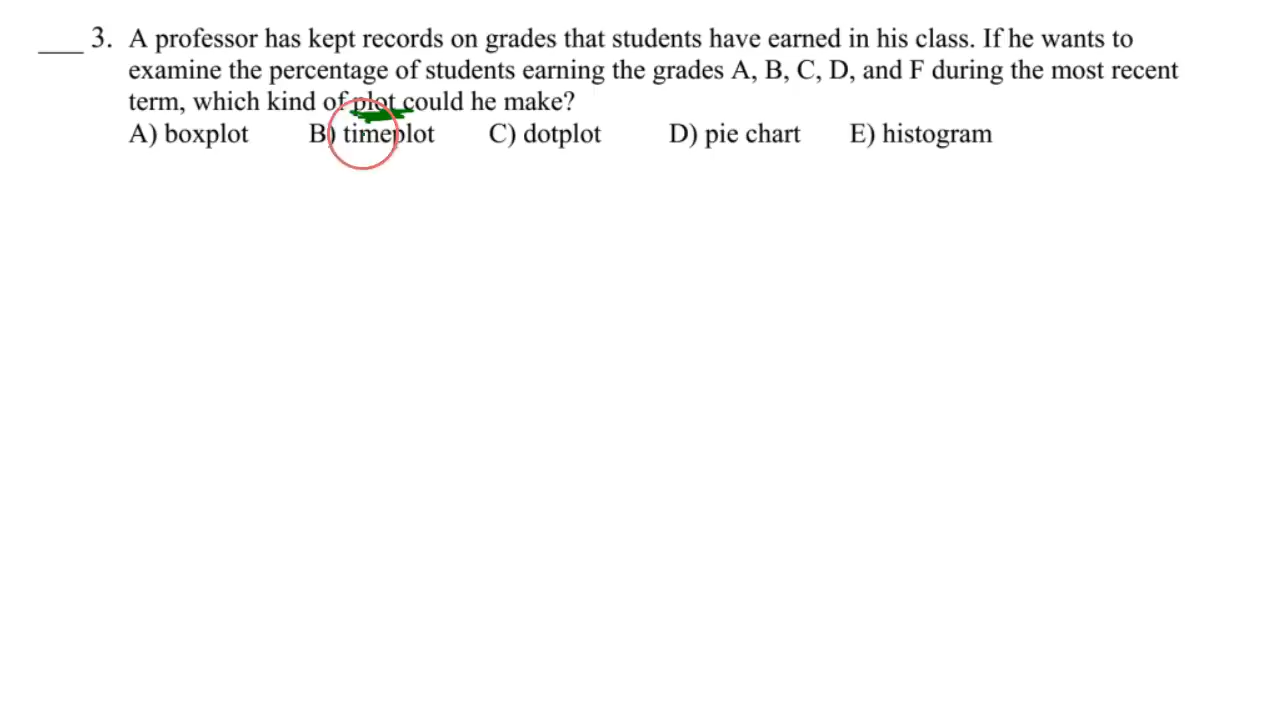 ___ 3. A professor has kept records on grades that students have earned in his class. If he wants to
examine the percentage of students earning the grades A, B, C, D, and F during the most recent
term, which kind of plot could he make?
A) boxplot B) timeplot C) dotplot D) pie chart E) histogram